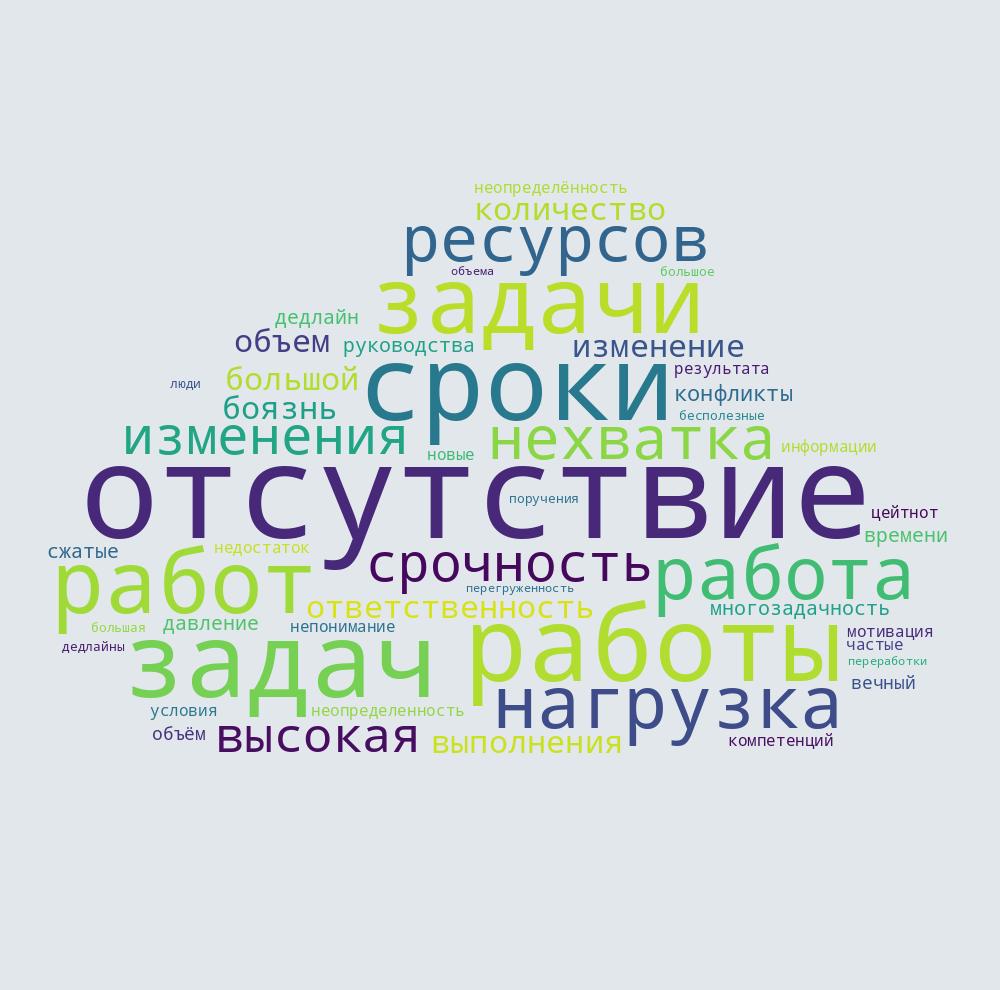 неопределённость
количество
ресурсов
объема
большое
задачи
дедлайн
объем
руководства
изменение
сроки
результата
люди
большой
конфликты
боязнь
бесполезные
изменения
новые
нехватка
информации
отсутствие
поручения
цейтнот
времени
сжатые
недостаток
срочность
работ
работа
перегруженность
ответственность
многозадачность
большая
давление
непонимание
работы
мотивация
частые
дедлайны
задач
переработки
вечный
нагрузка
условия
неопределенность
объём
высокая
выполнения
компетенций